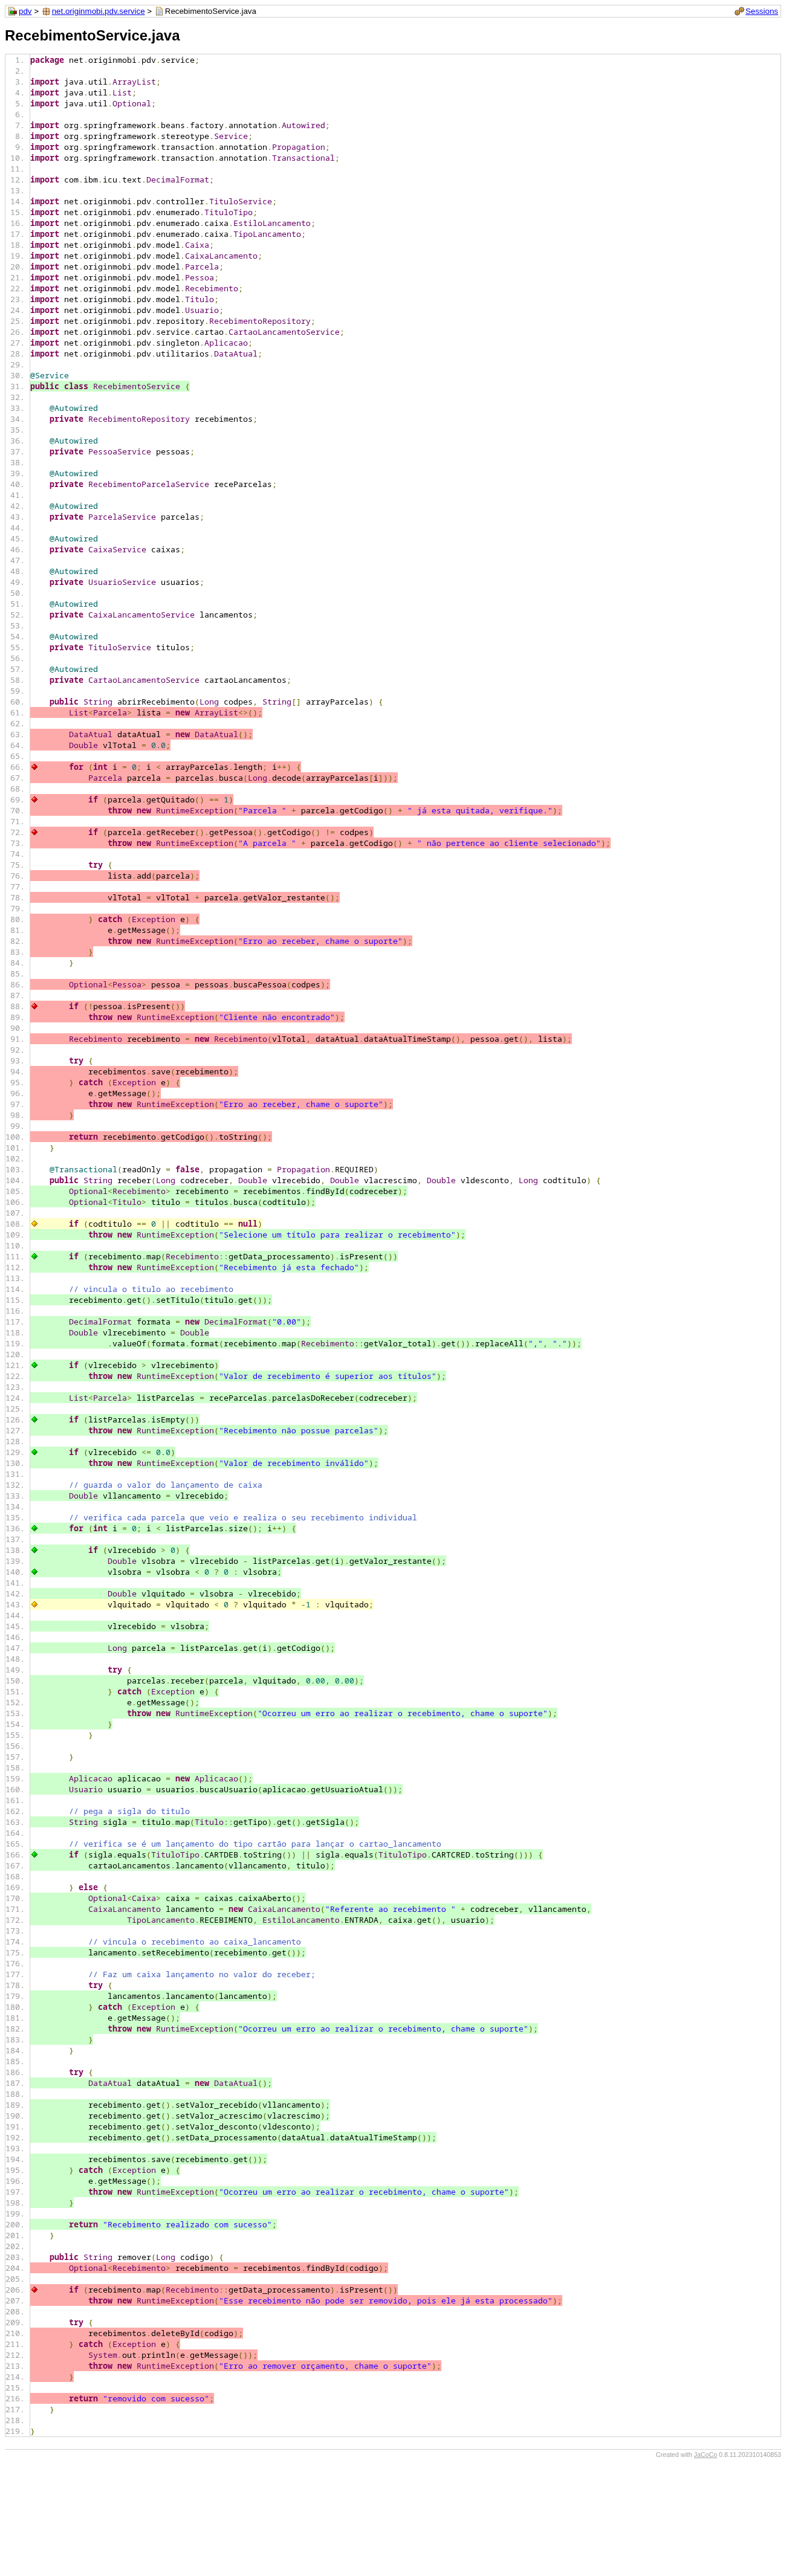 pdv > net.originmobi.pdv.service > RecebimentoService.java Sessions
RecebimentoService.java
1. package net.originmobi.pdv.service;
2.
3. import java.util.ArrayList;
4. import java.util.List;
5. import java.util.Optional;
6.
7. import org.springframework.beans.factory.annotation.Autowired;
8. import org.springframework.stereotype.Service;
9. import org.springframework.transaction.annotation.Propagation;
10. import org.springframework.transaction.annotation.Transactional;
11.
12. import com.ibm.icu.text.DecimalFormat;
13.
14. import net.originmobi.pdv.controller.TituloService;
15. import net.originmobi.pdv.enumerado.TituloTipo;
16. import net.originmobi.pdv.enumerado.caixa.EstiloLancamento;
17. import net.originmobi.pdv.enumerado.caixa.TipoLancamento;
18. import net.originmobi.pdv.model.Caixa;
19. import net.originmobi.pdv.model.CaixaLancamento;
20. import net.originmobi.pdv.model.Parcela;
21. import net.originmobi.pdv.model.Pessoa;
22. import net.originmobi.pdv.model.Recebimento;
23. import net.originmobi.pdv.model.Titulo;
24. import net.originmobi.pdv.model.Usuario;
25. import net.originmobi.pdv.repository.RecebimentoRepository;
26. import net.originmobi.pdv.service.cartao.CartaoLancamentoService;
27. import net.originmobi.pdv.singleton.Aplicacao;
28. import net.originmobi.pdv.utilitarios.DataAtual;
29.
30. @Service
31. public class RecebimentoService {
32.
33.     @Autowired
34.     private RecebimentoRepository recebimentos;
35.
36.     @Autowired
37.     private PessoaService pessoas;
38.
39.     @Autowired
40.     private RecebimentoParcelaService receParcelas;
41.
42.     @Autowired
43.     private ParcelaService parcelas;
44.
45.     @Autowired
46.     private CaixaService caixas;
47.
48.     @Autowired
49.     private UsuarioService usuarios;
50.
51.     @Autowired
52.     private CaixaLancamentoService lancamentos;
53.
54.     @Autowired
55.     private TituloService titulos;
56.
57.     @Autowired
58.     private CartaoLancamentoService cartaoLancamentos;
59.
60.     public String abrirRecebimento(Long codpes, String[] arrayParcelas) {
61.         List<Parcela> lista = new ArrayList<>();
62.
63.         DataAtual dataAtual = new DataAtual();
64.         Double vlTotal = 0.0;
65.
66.         for (int i = 0; i < arrayParcelas.length; i++) {
67.             Parcela parcela = parcelas.busca(Long.decode(arrayParcelas[i]));
68.
69.             if (parcela.getQuitado() == 1)
70.                 throw new RuntimeException("Parcela " + parcela.getCodigo() + " já esta quitada, verifique.");
71.
72.             if (parcela.getReceber().getPessoa().getCodigo() != codpes)
73.                 throw new RuntimeException("A parcela " + parcela.getCodigo() + " não pertence ao cliente selecionado");
74.
75.             try {
76.                 lista.add(parcela);
77.
78.                 vlTotal = vlTotal + parcela.getValor_restante();
79.
80.             } catch (Exception e) {
81.                 e.getMessage();
82.                 throw new RuntimeException("Erro ao receber, chame o suporte");
83.             }
84.         }
85.
86.         Optional<Pessoa> pessoa = pessoas.buscaPessoa(codpes);
87.
88.         if (!pessoa.isPresent())
89.             throw new RuntimeException("Cliente não encontrado");
90.
91.         Recebimento recebimento = new Recebimento(vlTotal, dataAtual.dataAtualTimeStamp(), pessoa.get(), lista);
92.
93.         try {
94.             recebimentos.save(recebimento);
95.         } catch (Exception e) {
96.             e.getMessage();
97.             throw new RuntimeException("Erro ao receber, chame o suporte");
98.         }
99.
100.         return recebimento.getCodigo().toString();
101.     }
102.
103.     @Transactional(readOnly = false, propagation = Propagation.REQUIRED)
104.     public String receber(Long codreceber, Double vlrecebido, Double vlacrescimo, Double vldesconto, Long codtitulo) {
105.         Optional<Recebimento> recebimento = recebimentos.findById(codreceber);
106.         Optional<Titulo> titulo = titulos.busca(codtitulo);
107.
108.         if (codtitulo == 0 || codtitulo == null)
109.             throw new RuntimeException("Selecione um título para realizar o recebimento");
110.
111.         if (recebimento.map(Recebimento::getData_processamento).isPresent())
112.             throw new RuntimeException("Recebimento já esta fechado");
113.
114.         // vincula o titulo ao recebimento
115.         recebimento.get().setTitulo(titulo.get());
116.
117.         DecimalFormat formata = new DecimalFormat("0.00");
118.         Double vlrecebimento = Double
119.                 .valueOf(formata.format(recebimento.map(Recebimento::getValor_total).get()).replaceAll(",", "."));
120.
121.         if (vlrecebido > vlrecebimento)
122.             throw new RuntimeException("Valor de recebimento é superior aos títulos");
123.
124.         List<Parcela> listParcelas = receParcelas.parcelasDoReceber(codreceber);
125.
126.         if (listParcelas.isEmpty())
127.             throw new RuntimeException("Recebimento não possue parcelas");
128.
129.         if (vlrecebido <= 0.0)
130.             throw new RuntimeException("Valor de recebimento inválido");
131.
132.         // guarda o valor do lançamento de caixa
133.         Double vllancamento = vlrecebido;
134.
135.         // verifica cada parcela que veio e realiza o seu recebimento individual
136.         for (int i = 0; i < listParcelas.size(); i++) {
137.
138.             if (vlrecebido > 0) {
139.                 Double vlsobra = vlrecebido - listParcelas.get(i).getValor_restante();
140.                 vlsobra = vlsobra < 0 ? 0 : vlsobra;
141.
142.                 Double vlquitado = vlsobra - vlrecebido;
143.                 vlquitado = vlquitado < 0 ? vlquitado * -1 : vlquitado;
144.
145.                 vlrecebido = vlsobra;
146.
147.                 Long parcela = listParcelas.get(i).getCodigo();
148.
149.                 try {
150.                     parcelas.receber(parcela, vlquitado, 0.00, 0.00);
151.                 } catch (Exception e) {
152.                     e.getMessage();
153.                     throw new RuntimeException("Ocorreu um erro ao realizar o recebimento, chame o suporte");
154.                 }
155.             }
156.
157.         }
158.
159.         Aplicacao aplicacao = new Aplicacao();
160.         Usuario usuario = usuarios.buscaUsuario(aplicacao.getUsuarioAtual());
161.
162.         // pega a sigla do titulo
163.         String sigla = titulo.map(Titulo::getTipo).get().getSigla();
164.
165.         // verifica se é um lançamento do tipo cartão para lançar o cartao_lancamento
166.         if (sigla.equals(TituloTipo.CARTDEB.toString()) || sigla.equals(TituloTipo.CARTCRED.toString())) {
167.             cartaoLancamentos.lancamento(vllancamento, titulo);
168.
169.         } else {
170.             Optional<Caixa> caixa = caixas.caixaAberto();
171.             CaixaLancamento lancamento = new CaixaLancamento("Referente ao recebimento " + codreceber, vllancamento,
172.                     TipoLancamento.RECEBIMENTO, EstiloLancamento.ENTRADA, caixa.get(), usuario);
173.
174.             // vincula o recebimento ao caixa_lancamento
175.             lancamento.setRecebimento(recebimento.get());
176.
177.             // Faz um caixa lançamento no valor do receber;
178.             try {
179.                 lancamentos.lancamento(lancamento);
180.             } catch (Exception e) {
181.                 e.getMessage();
182.                 throw new RuntimeException("Ocorreu um erro ao realizar o recebimento, chame o suporte");
183.             }
184.         }
185.
186.         try {
187.             DataAtual dataAtual = new DataAtual();
188.
189.             recebimento.get().setValor_recebido(vllancamento);
190.             recebimento.get().setValor_acrescimo(vlacrescimo);
191.             recebimento.get().setValor_desconto(vldesconto);
192.             recebimento.get().setData_processamento(dataAtual.dataAtualTimeStamp());
193.
194.             recebimentos.save(recebimento.get());
195.         } catch (Exception e) {
196.             e.getMessage();
197.             throw new RuntimeException("Ocorreu um erro ao realizar o recebimento, chame o suporte");
198.         }
199.
200.         return "Recebimento realizado com sucesso";
201.     }
202.
203.     public String remover(Long codigo) {
204.         Optional<Recebimento> recebimento = recebimentos.findById(codigo);
205.
206.         if (recebimento.map(Recebimento::getData_processamento).isPresent())
207.             throw new RuntimeException("Esse recebimento não pode ser removido, pois ele já esta processado");
208.
209.         try {
210.             recebimentos.deleteById(codigo);
211.         } catch (Exception e) {
212.             System.out.println(e.getMessage());
213.             throw new RuntimeException("Erro ao remover orçamento, chame o suporte");
214.         }
215.
216.         return "removido com sucesso";
217.     }
218.
219. }
Created with JaCoCo 0.8.11.202310140853